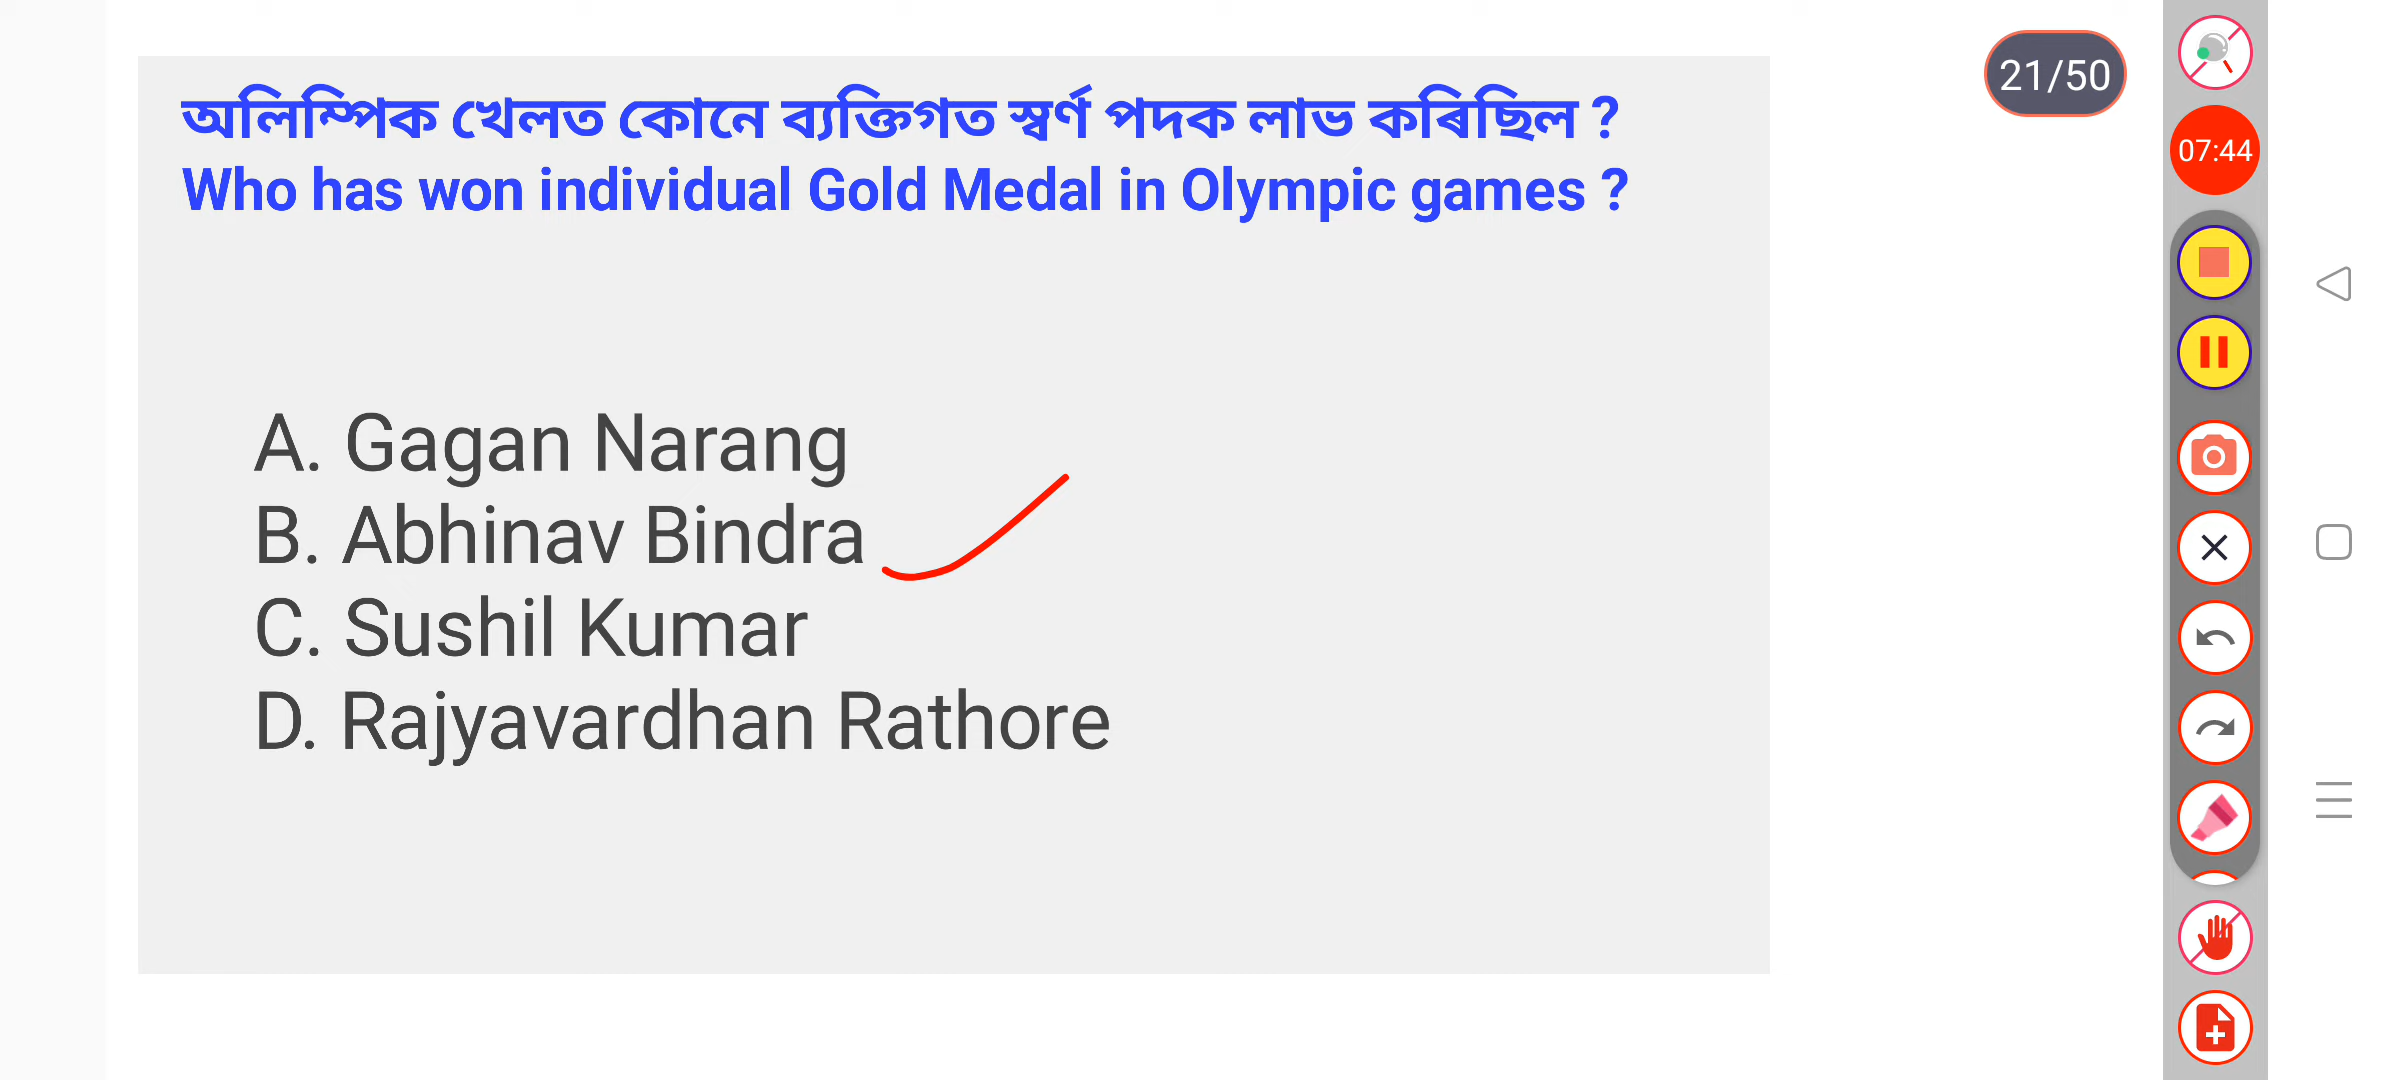 অলিম্পিক খেলত কোনে ব্যক্তিগত স্বৰ্ণ পদক লাভ কৰিছিল ?
Who has won individual Gold Medal in Olympic games ?
A. Gagan Narang
B. Abhinav Bindra
C. Sushil Kumar
D. Rajyavardhan Rathore
21/50
07:44